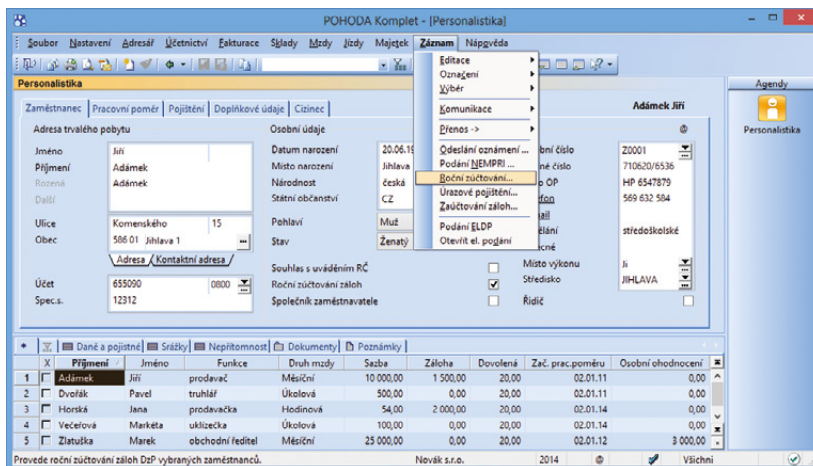 POHODA Komplet - [Personalistika]
Soubor Nastavení Adresář Účetnictví Fakturace Sklady Mzdy Jízdy Majetek Záznam Nápověda
Personalistika
Agendy
Zaměstnanec Pracovní poměr Pojištění Doplňkové údaje Cizinec
Adámek Jiří
Personalistika
Adresa trvalého pobytu Osobní údaje @
Jméno Jiří Datum narození 20.06.19 bní číslo Z0001
Příjmení Adámek Místo narození Jihlava né číslo 710620/6536
Rozená Adámek Národnost česká o OP HP 6547879
Další Státní občanství CZ fon 569 632 584
ail
Ulice Komenského 15 Pohlaví Muž lání středoškolské
Obec 586 01 Jihlava 1 ... Stav Ženatý cné
Adresa Kontaktní adresa
Souhlas s uváděním RČ Místo výkonu Ji
Účet 655090 0800 Roční zúčtování záloh Středisko JIHLAVA
Spec.s. 12312 Společník zaměstnavatele Řidič
Editace
Označení
Výběr
Komunikace
Přenos ->
Odeslání oznámení ...
Podání NEMPRI ...
Roční zúčtování...
Úrazové pojištění...
Zaúčtování záloh...
Podání ELDP
Otevřít el. podání
* Daně a pojistné Srážky Nepřítomnost Dokumenty Poznámky
X Příjmení Jméno Funkce Druh mzdy Sazba Záloha Dovolená Zač. prac.poměru Osobní ohodnocení
1 Adámek Jiří prodavač Měsíční 10 000,00 1 500,00 20,00 02.01.11 0,00
2 Dvořák Pavel truhlář Úkolová 500,00 0,00 20,00 02.01.11 0,00
3 Horská Jana prodavačka Hodinová 54,00 2 000,00 20,00 02.01.14 0,00
4 Večeřová Markéta uklízečka Úkolová 100,00 0,00 20,00 02.01.14 0,00
5 Zlatuška Marek obchodní ředitel Měsíční 25 000,00 0,00 20,00 02.01.12 3 000,00
Provede roční zúčtování záloh DzP vybraných zaměstnanců. Novák s.r.o. 2014 @ Všichni